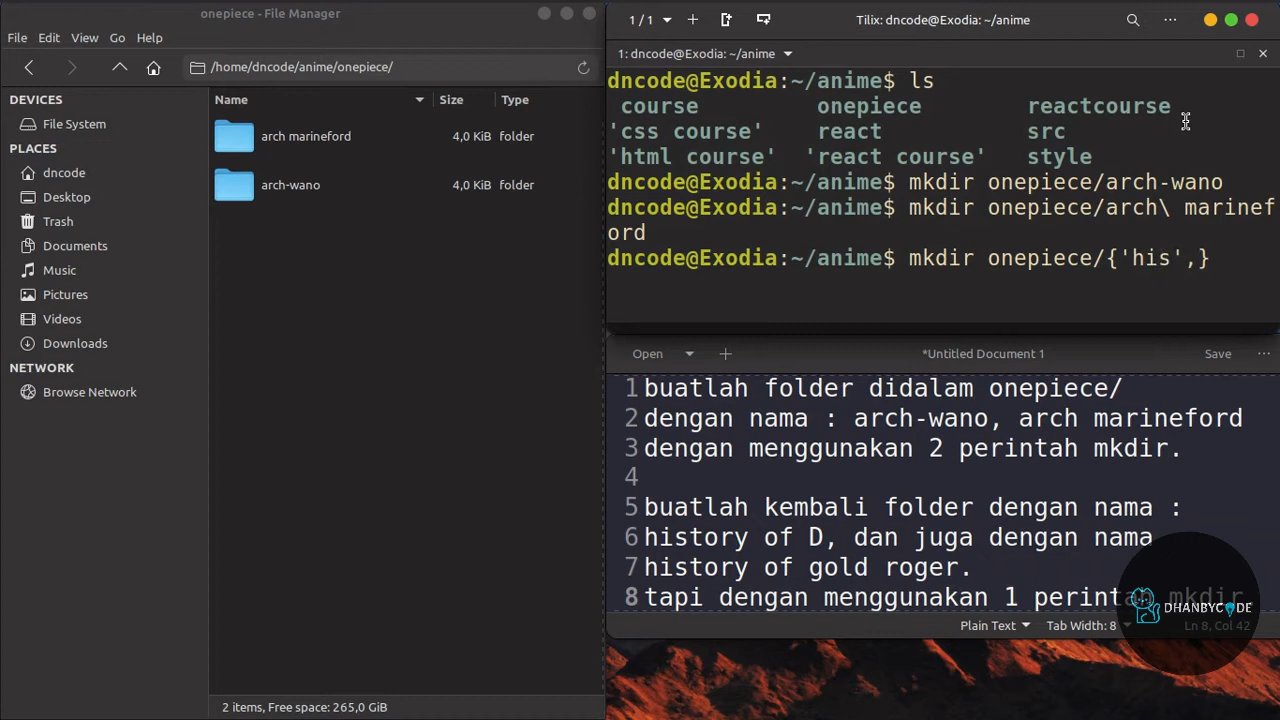 onepiece - File Manager
File Edit View Go Help
/home/dncode/anime/onepiece/
DEVICES
File System
PLACES
dncode
Desktop
Trash
Documents
Music
Pictures
Videos
Downloads
NETWORK
Browse Network
Name Size Type
arch marineford 4,0 KiB folder
arch-wano 4,0 KiB folder
2 items, Free space: 265,0 GiB
1 / 1 Tilix: dncode@Exodia: ~/anime
1: dncode@Exodia: ~/anime
dncode@Exodia:~/anime$ ls
course onepiece reactcourse
'css course' react src
'html course' 'react course' style
dncode@Exodia:~/anime$ mkdir onepiece/arch-wano
dncode@Exodia:~/anime$ mkdir onepiece/arch\ marinef
ord
dncode@Exodia:~/anime$ mkdir onepiece/{'his',}
Open *Untitled Document 1 Save
1 buatlah folder didalam onepiece/
2 dengan nama : arch-wano, arch marineford
3 dengan menggunakan 2 perintah mkdir.
4
5 buatlah kembali folder dengan nama :
6 history of D, dan juga dengan nama
7 history of gold roger.
8 tapi dengan menggunakan 1 perintah mkdir.
DHANBYCODE
Plain Text Tab Width: 8 Ln 8, Col 42